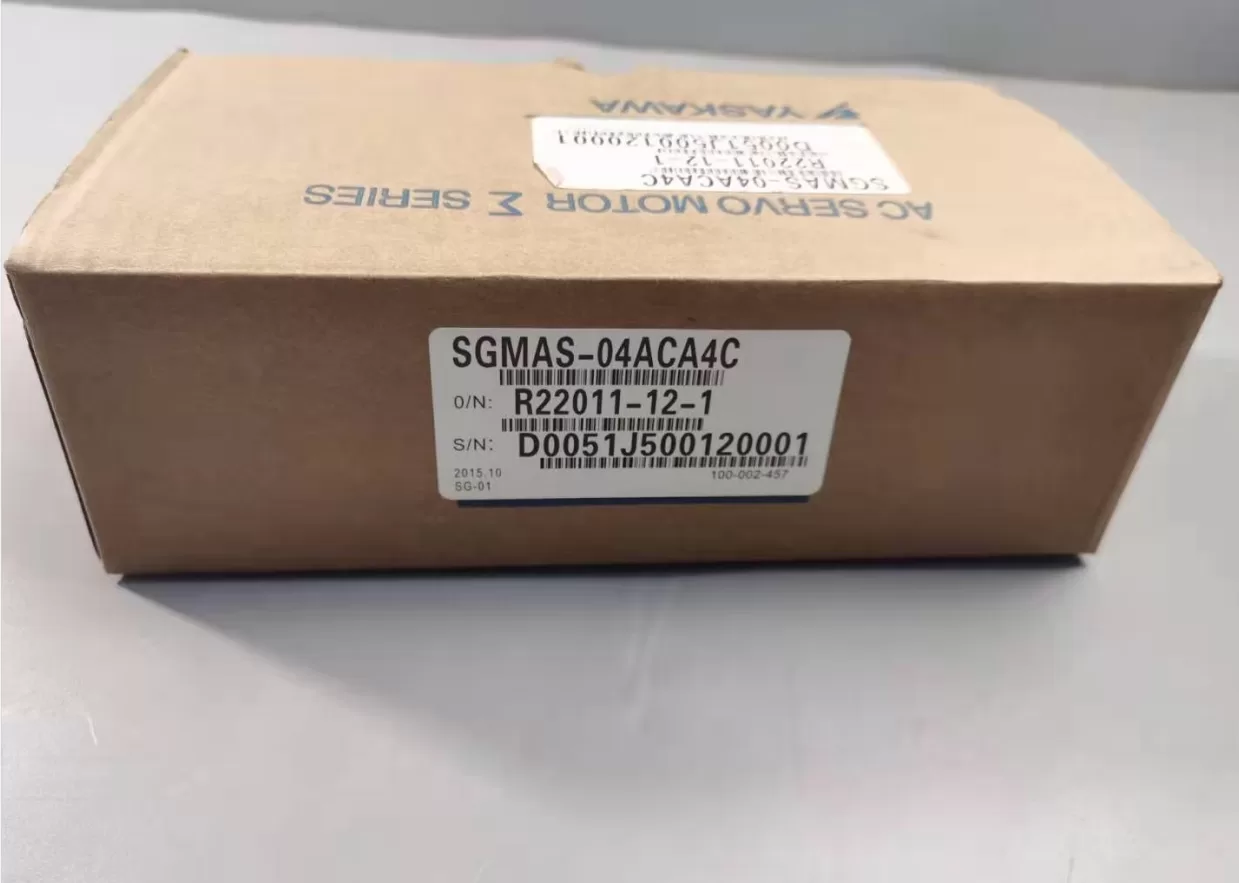 YASKAWA
D0051J500120001
R22011-12-1
SGMAS-04ACA4C
AC SERVO MOTOR Σ SERIES
SGMAS-04ACA4C
O/N: R22011-12-1
S/N: D0051J500120001
2015.10 100-002-457
SG-01